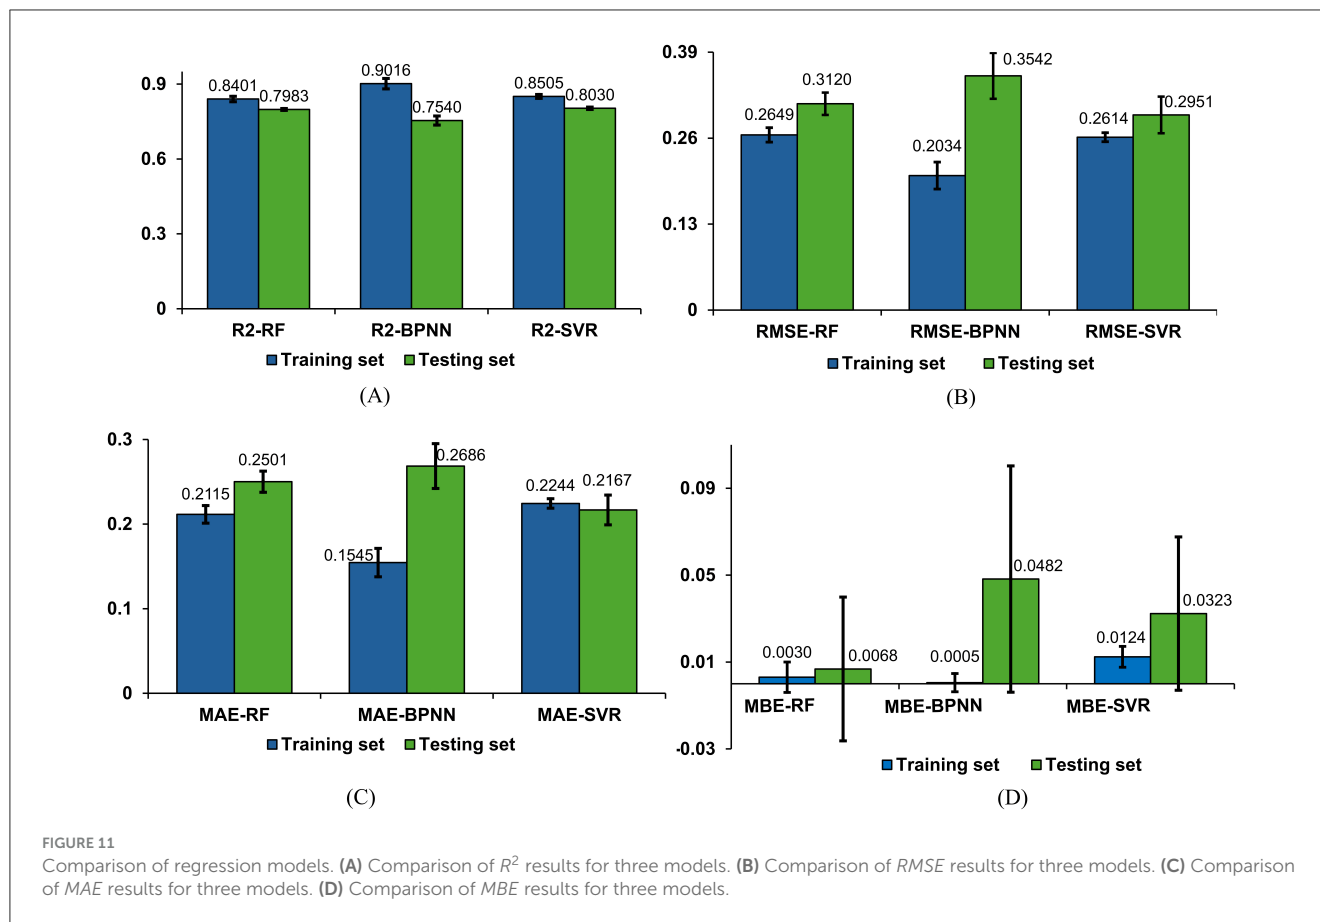 0.9
0.6
0.3
0
0.8401
0.7983
0.9016
0.7540
0.8505
0.8030
R2-RF R2-BPNN R2-SVR
Training set Testing set
(A)
0.39
0.26
0.13
0
0.2649
0.3120
0.2034
0.3542
0.2614
0.2951
RMSE-RF RMSE-BPNN RMSE-SVR
Training set Testing set
(B)
0.3
0.2
0.1
0
0.2115
0.2501
0.1545
0.2686
0.2244
0.2167
MAE-RF MAE-BPNN MAE-SVR
Training set Testing set
(C)
0.09
0.05
0.01
-0.03
0.0030
0.0068
0.0005
0.0482
0.0124
0.0323
MBE-RF MBE-BPNN MBE-SVR
Training set Testing set
(D)
FIGURE 11
Comparison of regression models. (A) Comparison of R² results for three models. (B) Comparison of RMSE results for three models. (C) Comparison
of MAE results for three models. (D) Comparison of MBE results for three models.